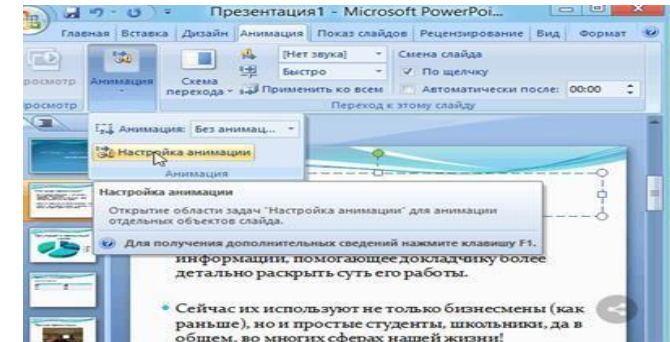 Презентация1 - Microsoft PowerPoi...
Главная Вставка Дизайн Анимация Показ слайдов Рецензирование Вид Формат
росмотр
Анимация
Схема перехода
[Нет звука]
Быстро
Применить ко всем
Смена слайда
По щелчку
Автоматически после: 00:00
росмотр
Переход к этому слайду
Анимация: Без анимац...
Настройка анимации
Анимация
Настройка анимации
Открытие области задач "Настройка анимации" для анимации
отдельных объектов слайда.
Для получения дополнительных сведений нажмите клавишу F1.
информации, помогающее докладчику более
детально раскрыть суть его работы.
Сейчас их используют не только бизнесмены (как
раньше), но и простые студенты, школьники, да в
общем, во многих сферах нашей жизни!